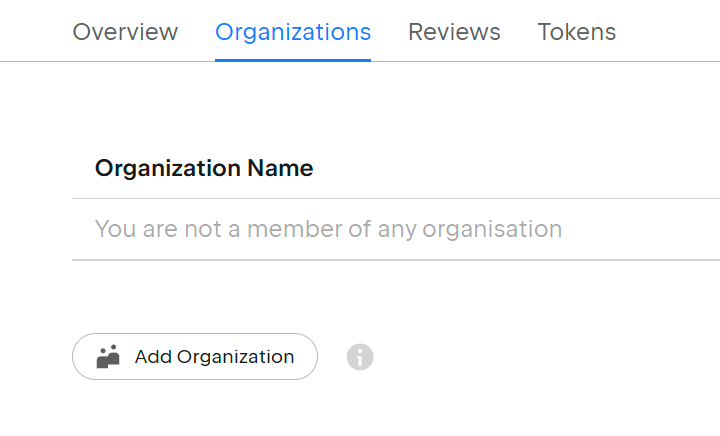 Overview Organizations Reviews Tokens
Organization Name
You are not a member of any organisation
Add Organization